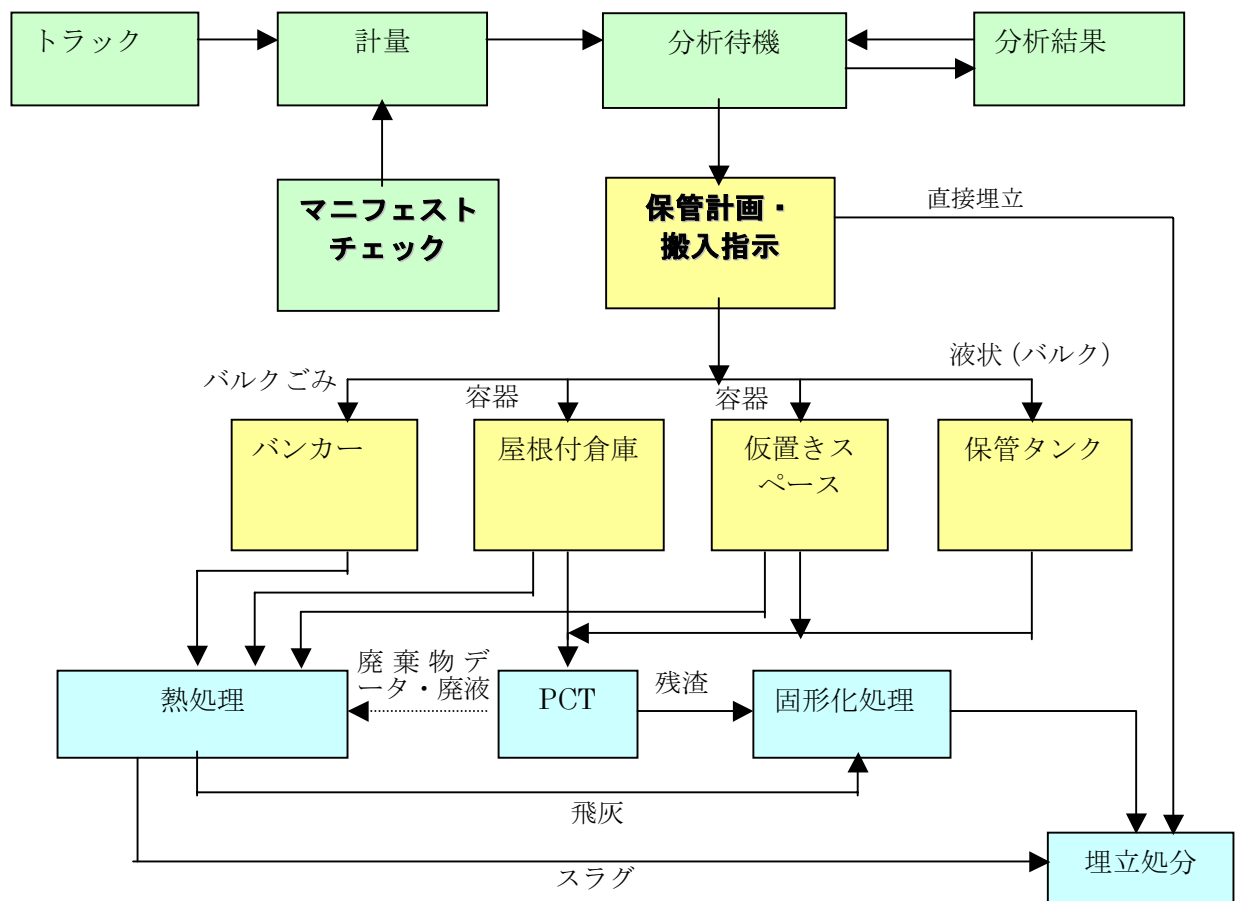 トラック
計量
分析待機
分析結果
マニフェスト
チェック
保管計画・
搬入指示
直接埋立
液状(バルク)
バルクごみ
容器
容器
バンカー
屋根付倉庫
仮置きス
ペース
保管タンク
廃棄物デ
ータ・廃液
熱処理
PCT
残渣
固形化処理
飛灰
スラグ
埋立処分